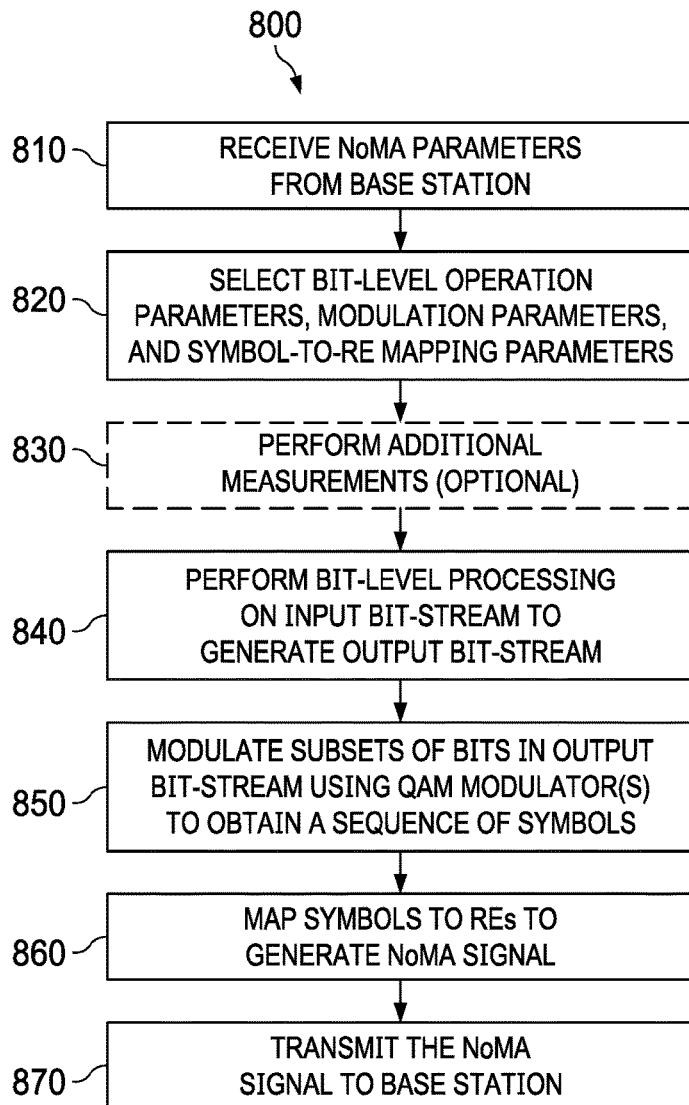 800
810
RECEIVE NoMA PARAMETERS
FROM BASE STATION
820
SELECT BIT-LEVEL OPERATION
PARAMETERS, MODULATION PARAMETERS,
AND SYMBOL-TO-RE MAPPING PARAMETERS
830
PERFORM ADDITIONAL
MEASUREMENTS (OPTIONAL)
840
PERFORM BIT-LEVEL PROCESSING
ON INPUT BIT-STREAM TO
GENERATE OUTPUT BIT-STREAM
850
MODULATE SUBSETS OF BITS IN OUTPUT
BIT-STREAM USING QAM MODULATOR(S)
TO OBTAIN A SEQUENCE OF SYMBOLS
860
MAP SYMBOLS TO REs TO
GENERATE NoMA SIGNAL
870
TRANSMIT THE NoMA
SIGNAL TO BASE STATION